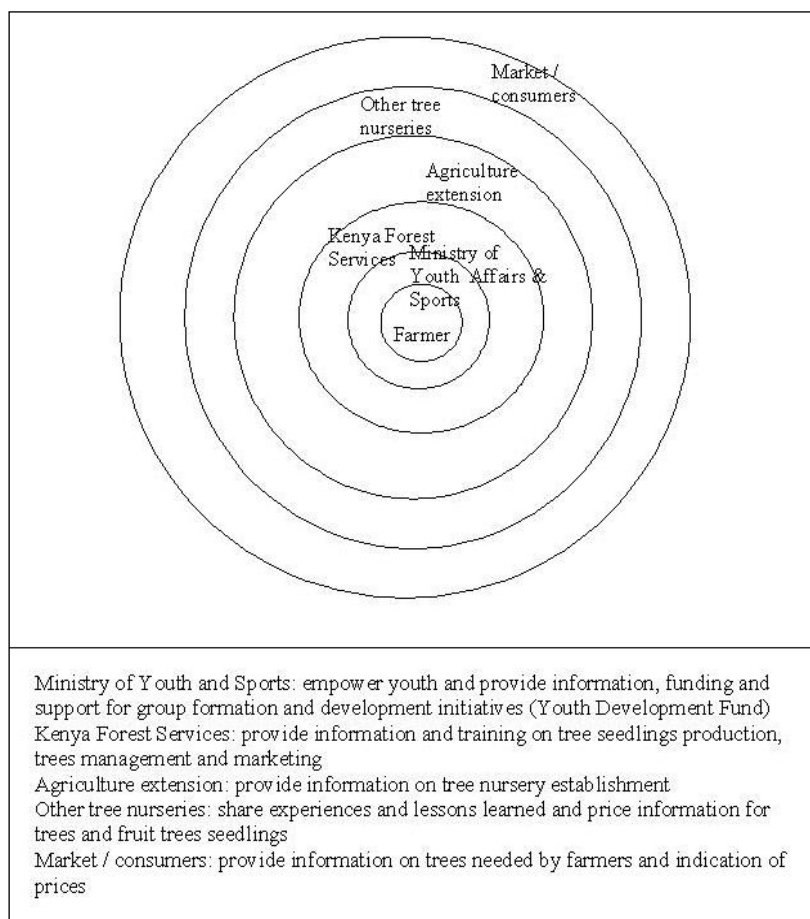 Market /
consumers
Other tree
nurseries
Agriculture
extension
Kenya Forest
Services
Ministry of
Youth Affairs &
Sports
Farmer
Ministry of Youth and Sports: empower youth and provide information, funding and
support for group formation and development initiatives (Youth Development Fund)
Kenya Forest Services: provide information and training on tree seedlings production,
trees management and marketing
Agriculture extension: provide information on tree nursery establishment
Other tree nurseries: share experiences and lessons learned and price information for
trees and fruit trees seedlings
Market / consumers: provide information on trees needed by farmers and indication of
prices